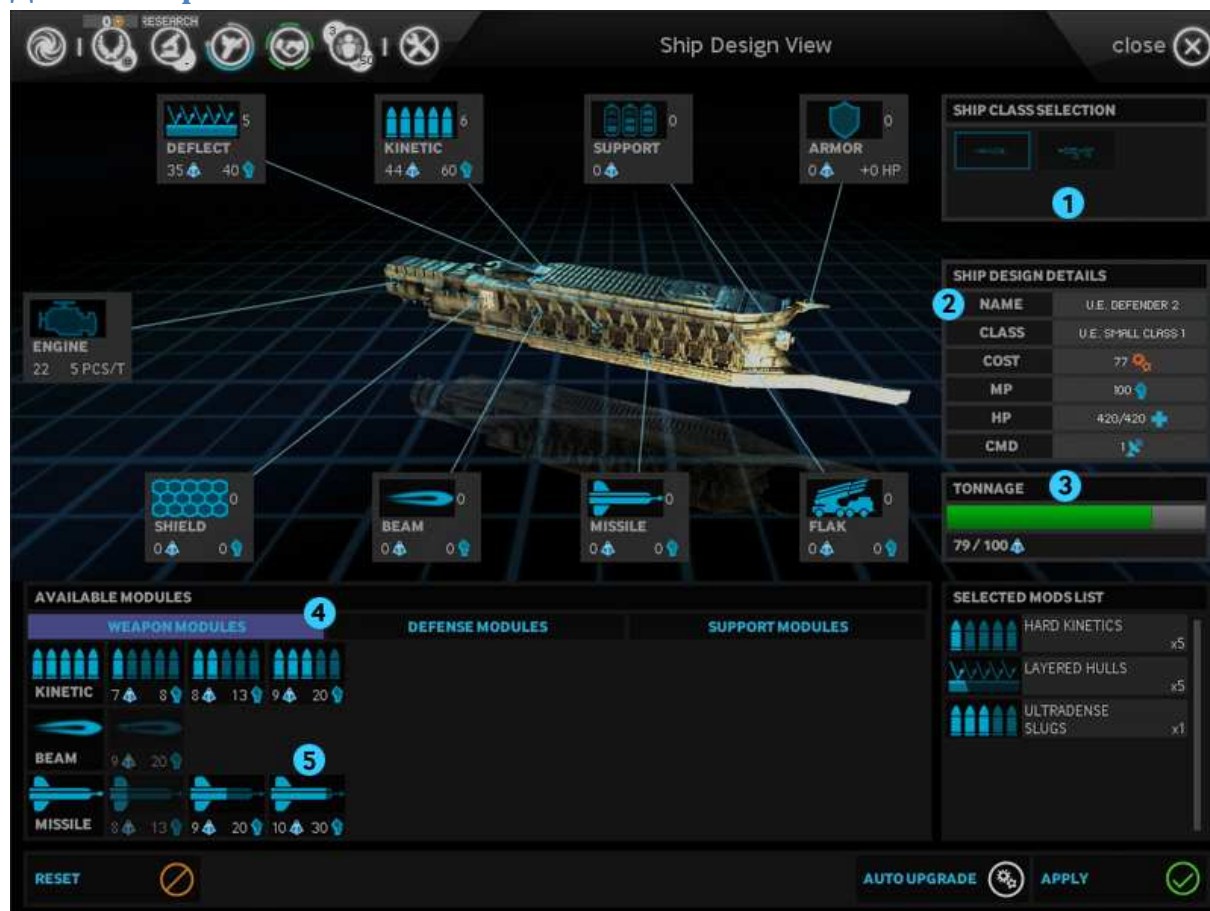 0 RESEARCH
3
50
Ship Design View
close
5
DEFLECT
35 40
6
KINETIC
44 60
0
SUPPORT
0
0
ARMOR
0 +0 HP
SHIP CLASS SELECTION
1
ENGINE
22 5 PCS/T
SHIP DESIGN DETAILS
2 NAME U.E. DEFENDER 2
CLASS U.E. SMALL CLASS 1
COST 77
MP 100
HP 420/420
CMD 1
TONNAGE 3
79 / 100
0
SHIELD
0 0
0
BEAM
0 0
0
MISSILE
0 0
0
FLAK
0 0
AVAILABLE MODULES
4
WEAPON MODULES DEFENSE MODULES SUPPORT MODULES
KINETIC 7 8 8 13 9 20
BEAM 9 20
5
MISSILE 8 13 9 20 10 30
SELECTED MODS LIST
HARD KINETICS
x5
LAYERED HULLS
x5
ULTRADENSE
SLUGS x1
RESET
AUTO UPGRADE
APPLY